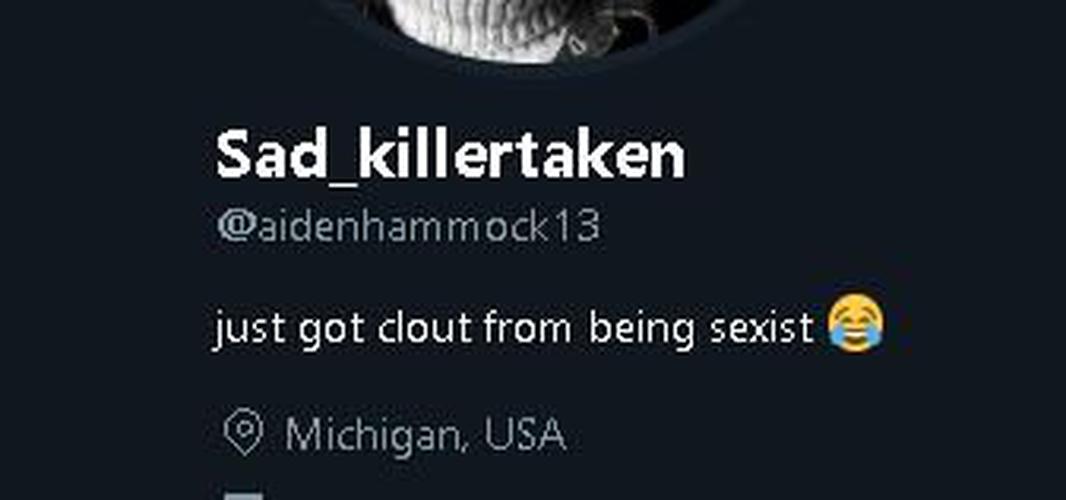 Sad_killertaken
@aidenhammock13
just got clout from being sexist 😂
Michigan, USA